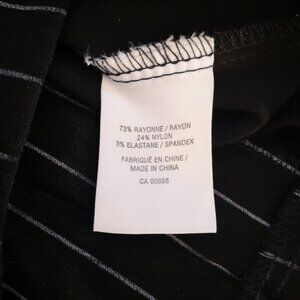 73% RAYONNE / RAYON
24% NYLON
3% ELASTANE / SPANDEX
FABRIQUÉ EN CHINE /
MADE IN CHINA
CA 00655